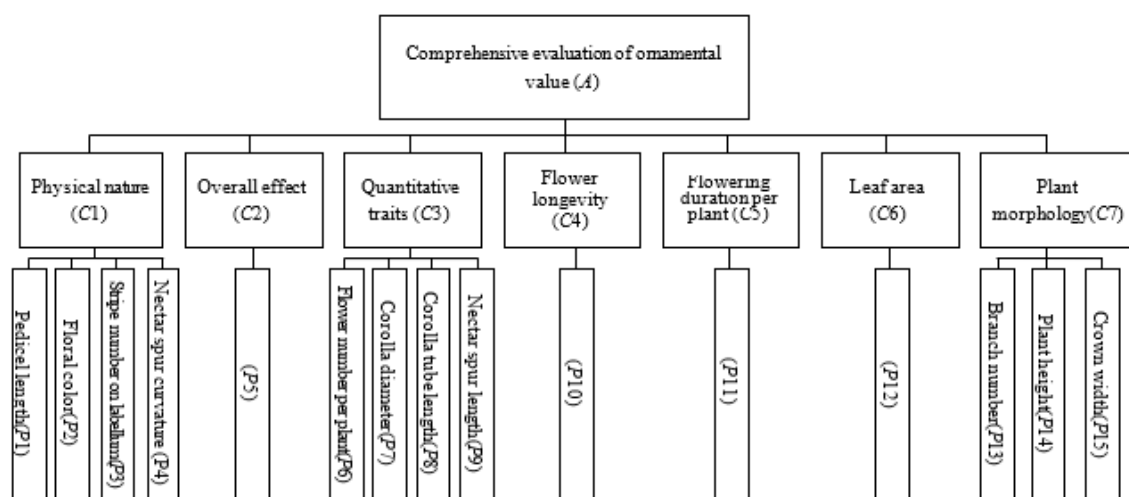 Comprehensive evaluation of ornamental
value (A)
Physical nature
(C1)
Overall effect
(C2)
Quantitative
traits (C3)
Flower
longevity
(C4)
Flowering
duration per
plant (C5)
Leaf area
(C6)
Plant
morphology(C7)
Pedicel length(P1)
Floral color(P2)
Stripe number on labellum(P3)
Nectar spur curvature (P4)
(P5)
Flower number per plant(P6)
Corolla diameter(P7)
Corolla tube length(P8)
Nectar spur length(P9)
(P10)
(P11)
(P12)
Branch number(P13)
Plant height(P14)
Crown width(P15)